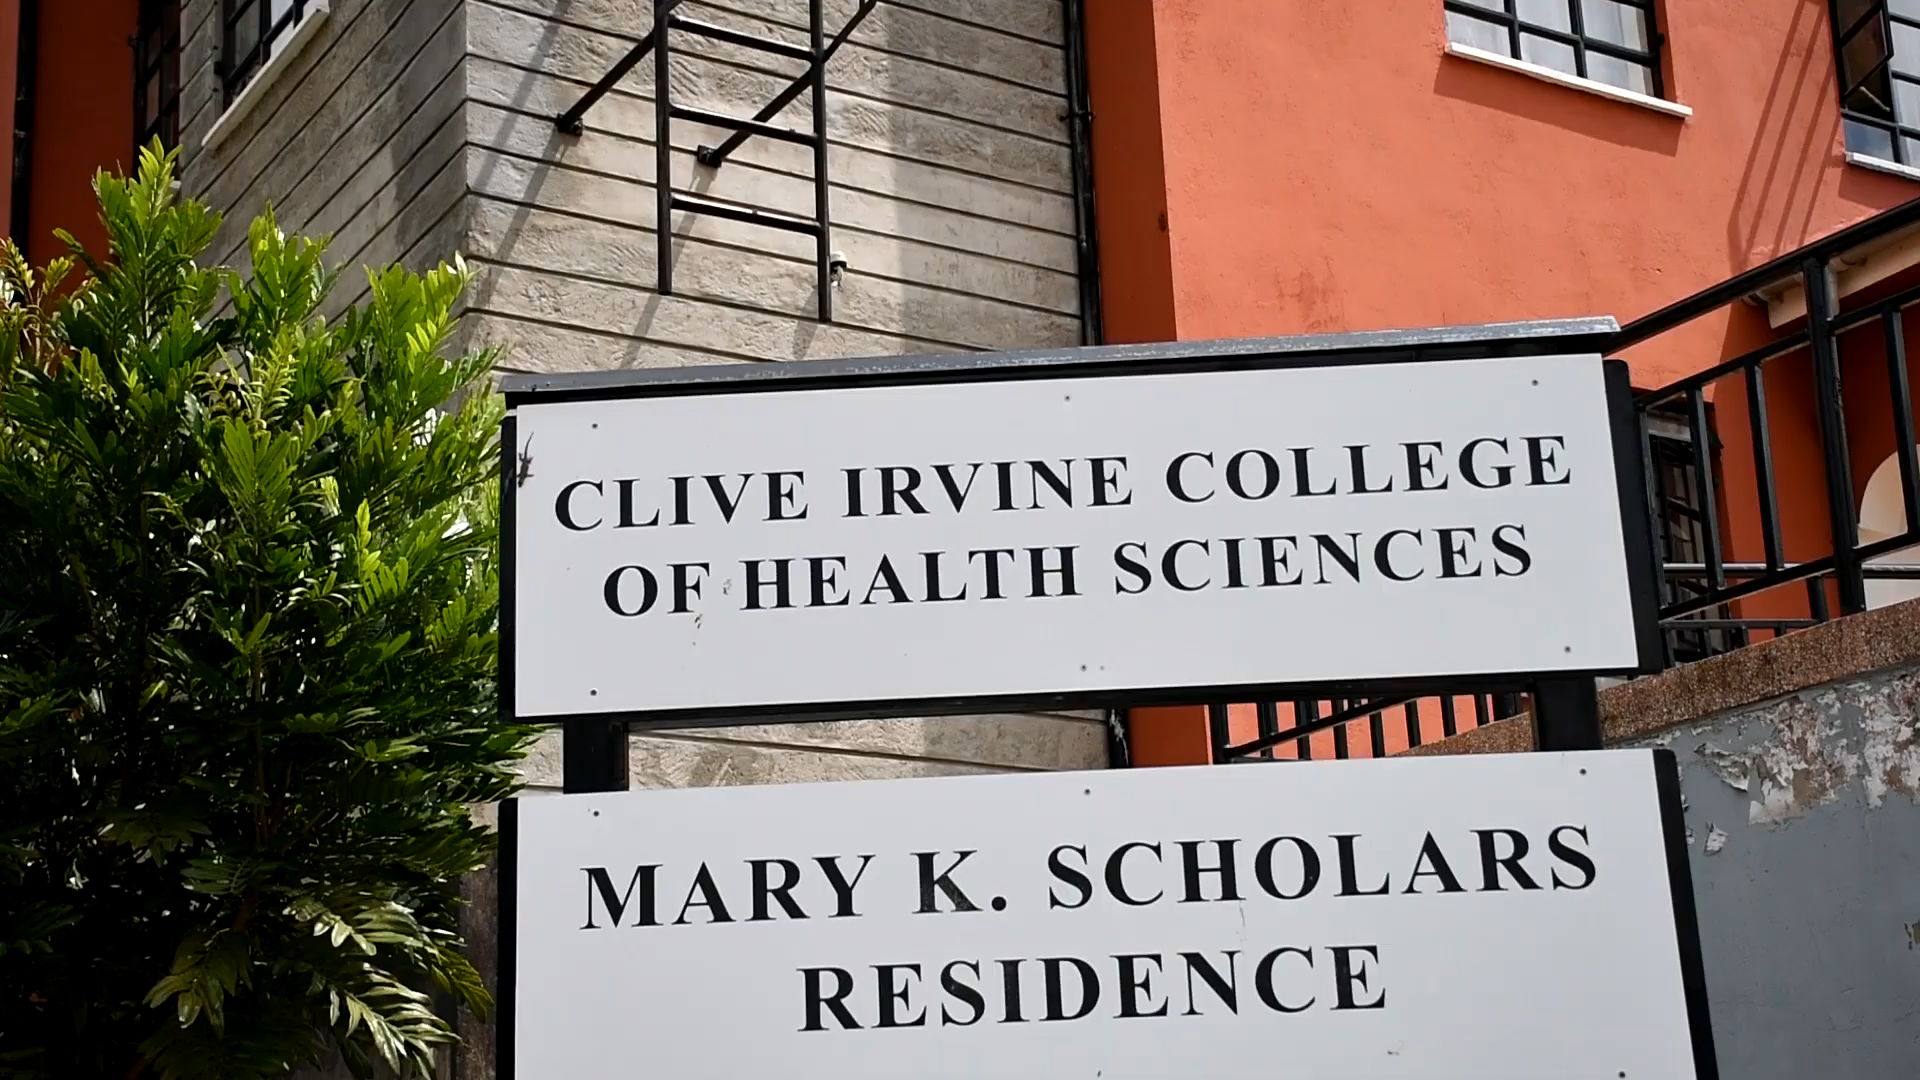 CLIVE IRVINE COLLEGE
OF HEALTH SCIENCES
MARY K. SCHOLARS
RESIDENCE